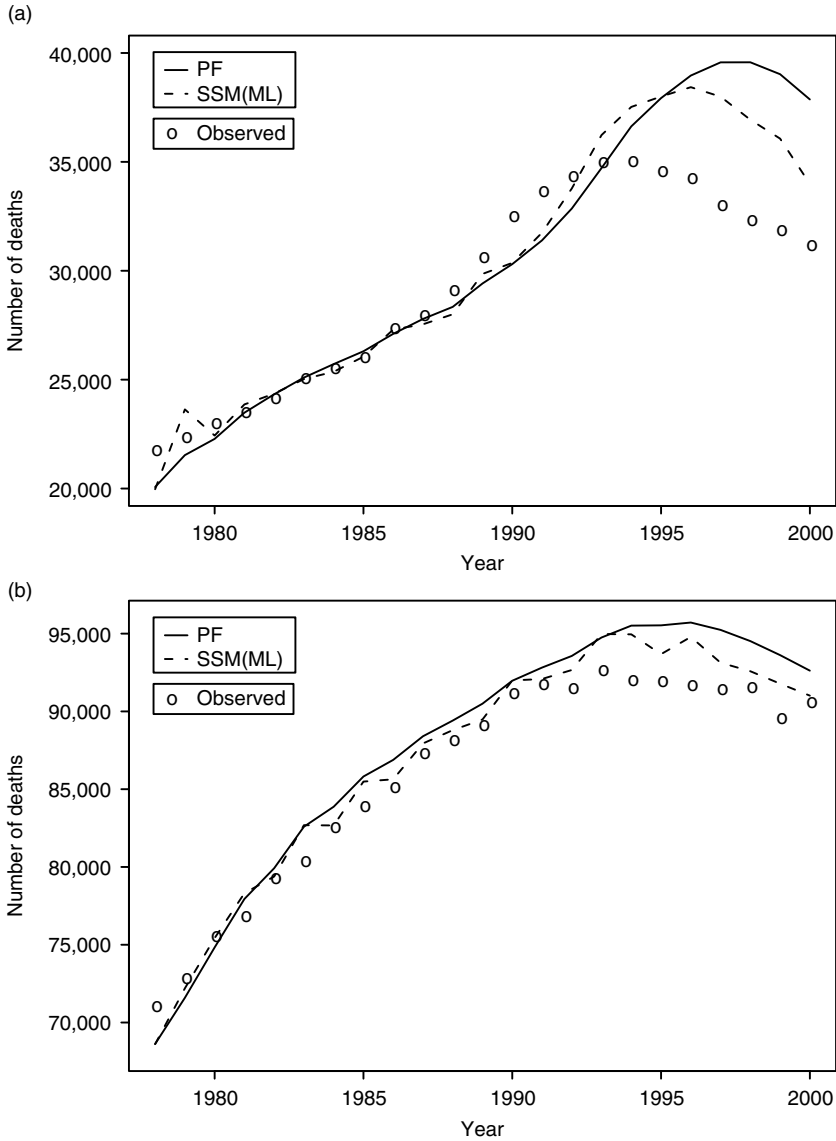 (a)
40,000
35,000
30,000
25,000
20,000
Number of deaths
PF
SSM(ML)
o Observed
1980 1985 1990 1995 2000
Year
(b)
95,000
90,000
85,000
80,000
75,000
70,000
Number of deaths
PF
SSM(ML)
o Observed
1980 1985 1990 1995 2000
Year